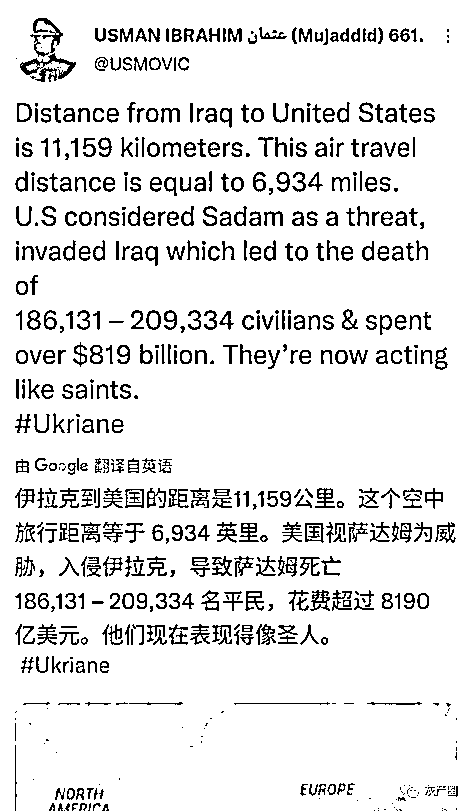 USMAN IBRAHIM عثمان (Mujaddid) 661.
@USMOVIC
Distance from Iraq to United States
is 11,159 kilometers. This air travel
distance is equal to 6,934 miles.
U.S considered Sadam as a threat,
invaded Iraq which led to the death
of
186,131 – 209,334 civilians & spent
over $819 billion. They’re now acting
like saints.
#Ukriane
由 Google 翻译自英语
伊拉克到美国的距离是11,159公里。这个空中
旅行距离等于 6,934 英里。美国视萨达姆为威
胁，入侵伊拉克，导致萨达姆死亡
186,131 – 209,334 名平民，花费超过 8190
亿美元。他们现在表现得像圣人。
#Ukriane
NORTH
AMERICA
EUROPE
灰产圈